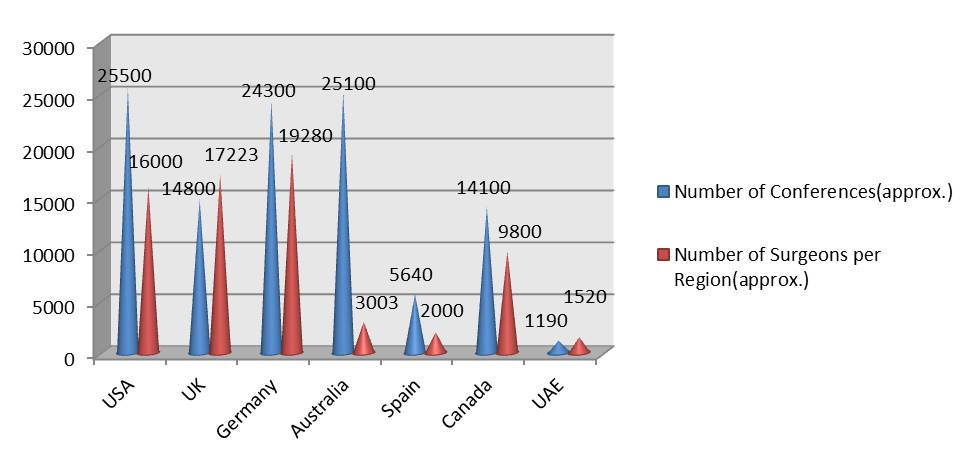 30000
25000
20000
15000
10000
5000
0
25500
16000
14800
17223
24300
19280
25100
3003
5640
2000
14100
9800
1190
1520
USA
UK
Germany
Australia
Spain
Canada
UAE
Number of Conferences(approx.)
Number of Surgeons per
Region(approx.)